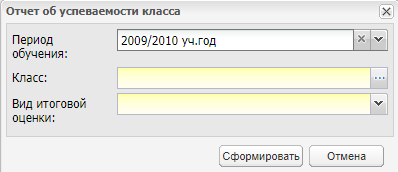 Отчет об успеваемости класса
Период обучения: 2009/2010 уч.год
Класс:
Вид итоговой оценки:
Сформировать Отмена